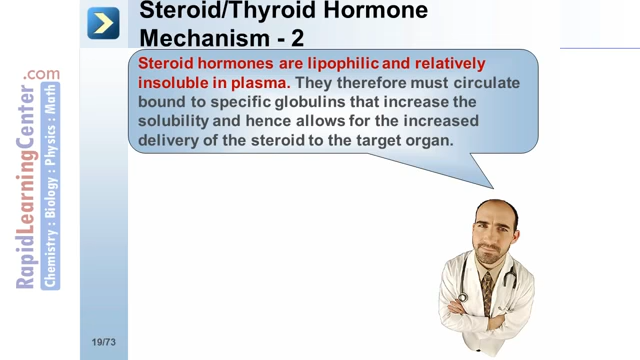 Steroid/Thyroid Hormone
Mechanism - 2
Steroid hormones are lipophilic and relatively
insoluble in plasma. They therefore must circulate
bound to specific globulins that increase the
solubility and hence allows for the increased
delivery of the steroid to the target organ.
RapidLearningCenter.com
Chemistry : Biology : Physics : Math
19/73